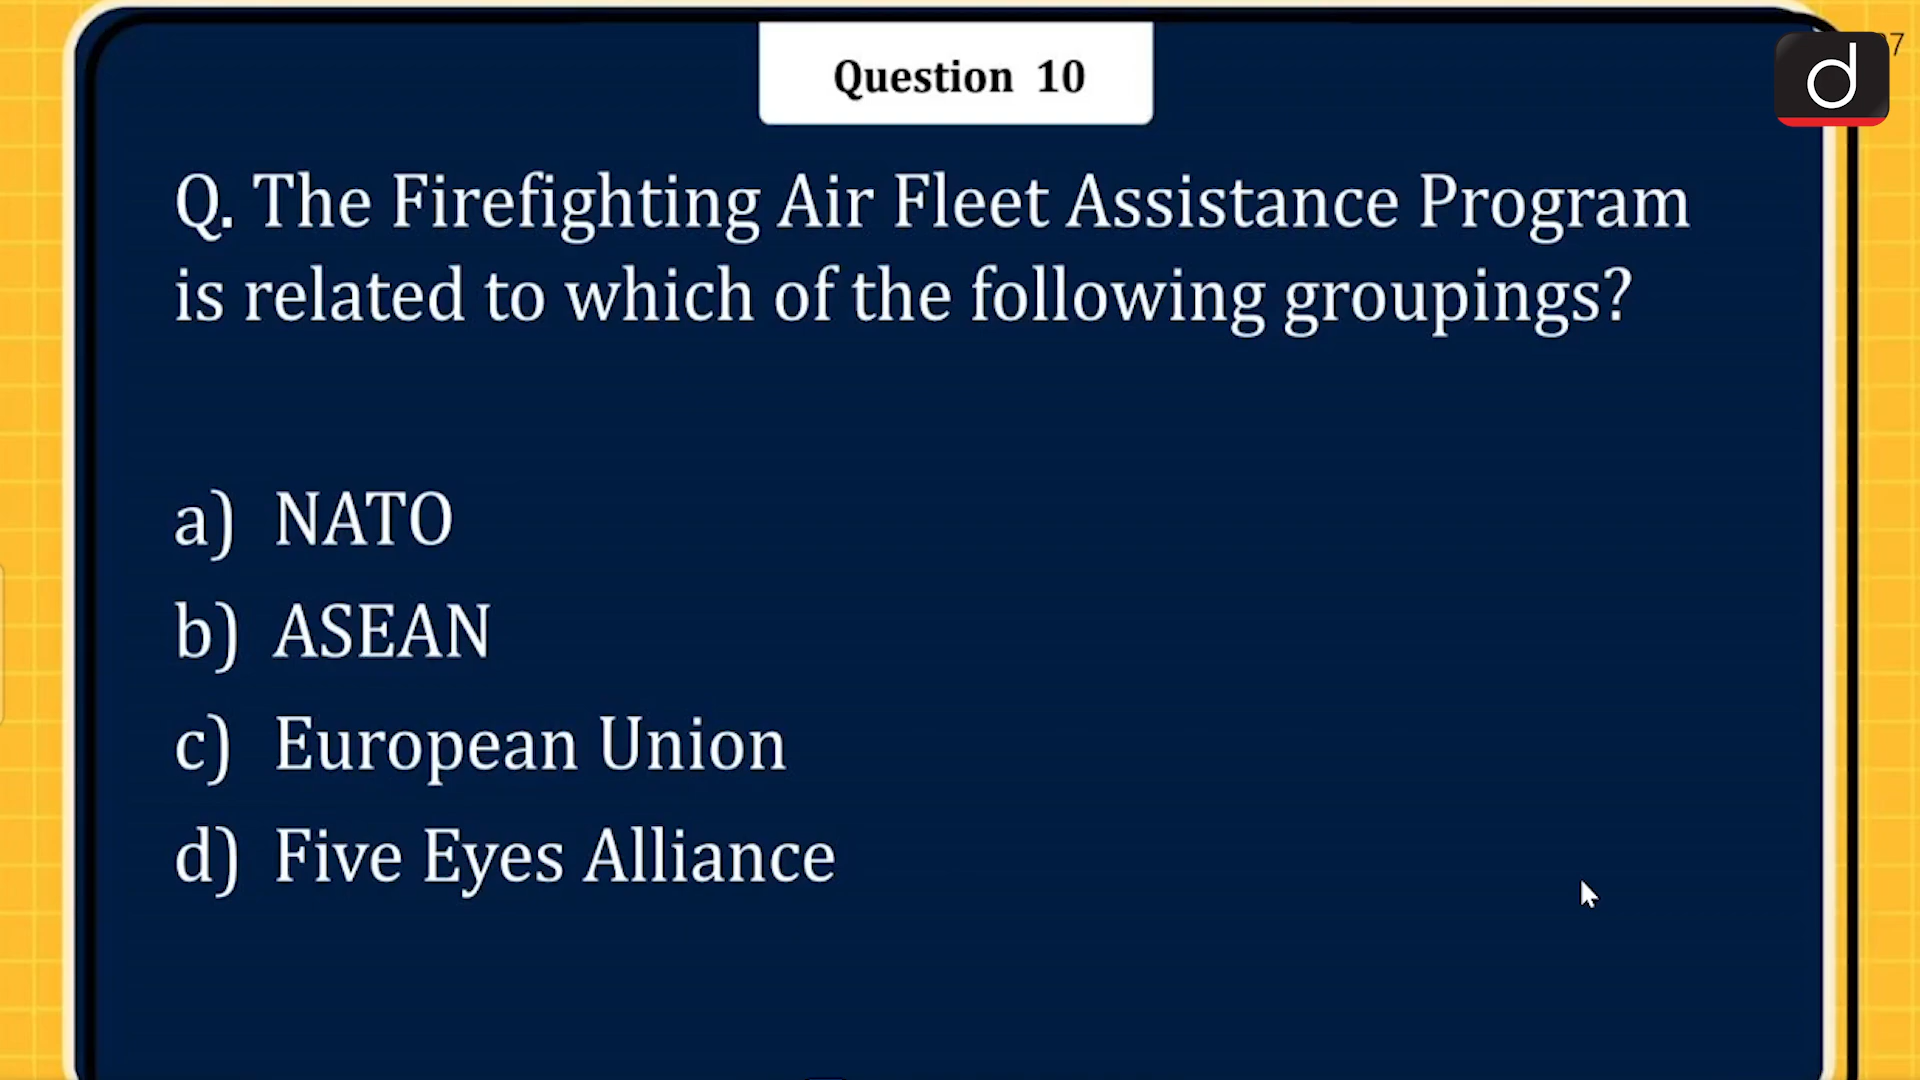 Question 10
d
Q. The Firefighting Air Fleet Assistance Program
is related to which of the following groupings?
a) NATO
b) ASEAN
c) European Union
d) Five Eyes Alliance